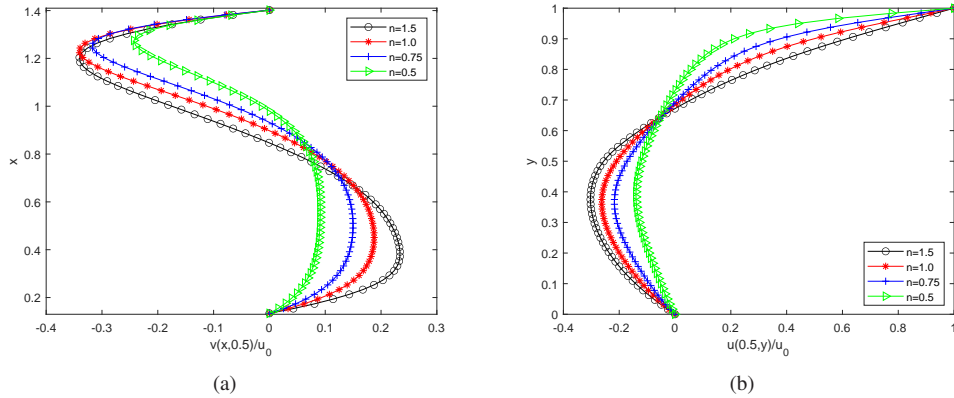 1.4
1.2
1
0.8
0.6
0.4
0.2
x
-0.4 -0.3 -0.2 -0.1 0 0.1 0.2 0.3
v(x,0.5)/u0
n=1.5
n=1.0
n=0.75
n=0.5
(a)
1
0.9
0.8
0.7
0.6
0.5
0.4
0.3
0.2
0.1
0
y
-0.4 -0.2 0 0.2 0.4 0.6 0.8 1
u(0.5,y)/u0
n=1.5
n=1.0
n=0.75
n=0.5
(b)